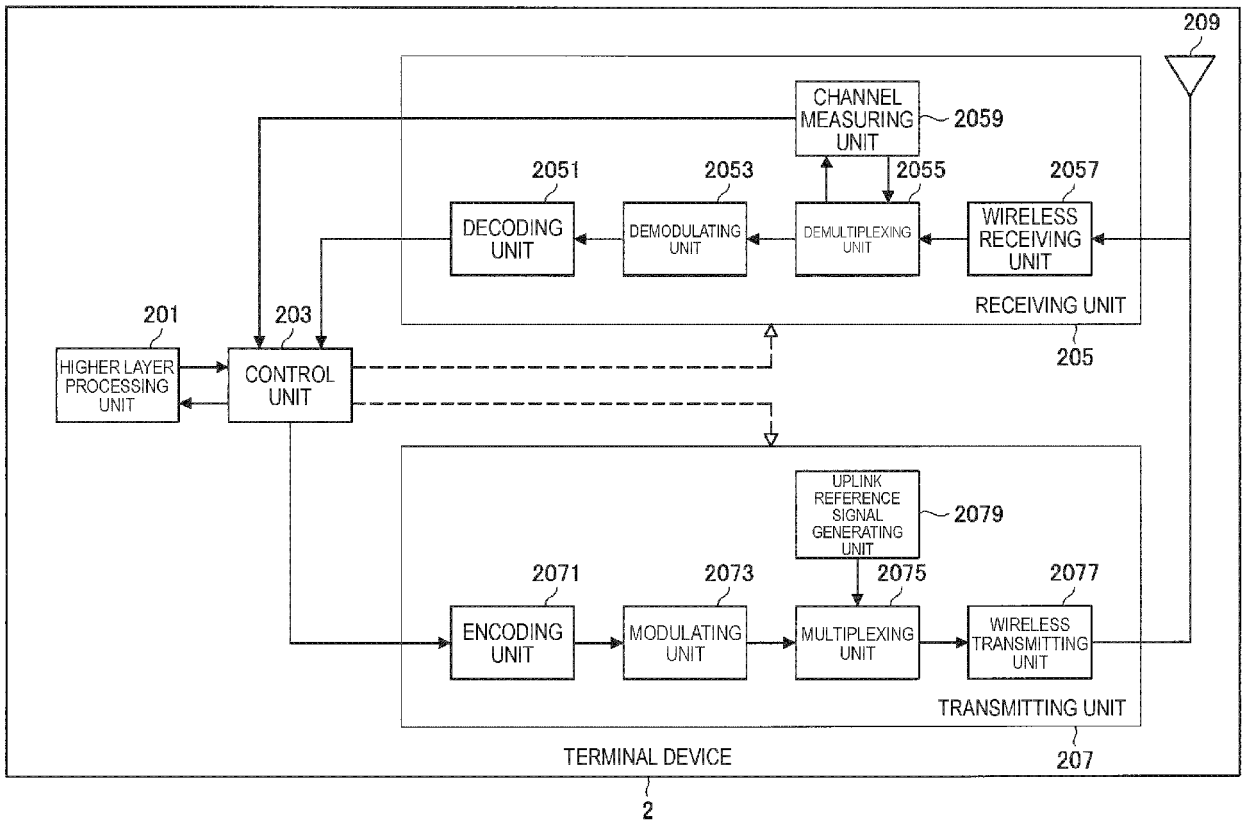 209
CHANNEL
MEASURING
UNIT
2059
2051
2053
2055
2057
DECODING
UNIT
DEMODULATING
UNIT
DEMULTIPLEXING
UNIT
WIRELESS
RECEIVING
UNIT
RECEIVING UNIT
205
201
203
HIGHER LAYER
PROCESSING
UNIT
CONTROL
UNIT
UPLINK
REFERENCE
SIGNAL
GENERATING
UNIT
2079
2071
2073
2075
2077
ENCODING
UNIT
MODULATING
UNIT
MULTIPLEXING
UNIT
WIRELESS
TRANSMITTING
UNIT
TRANSMITTING UNIT
207
TERMINAL DEVICE
2